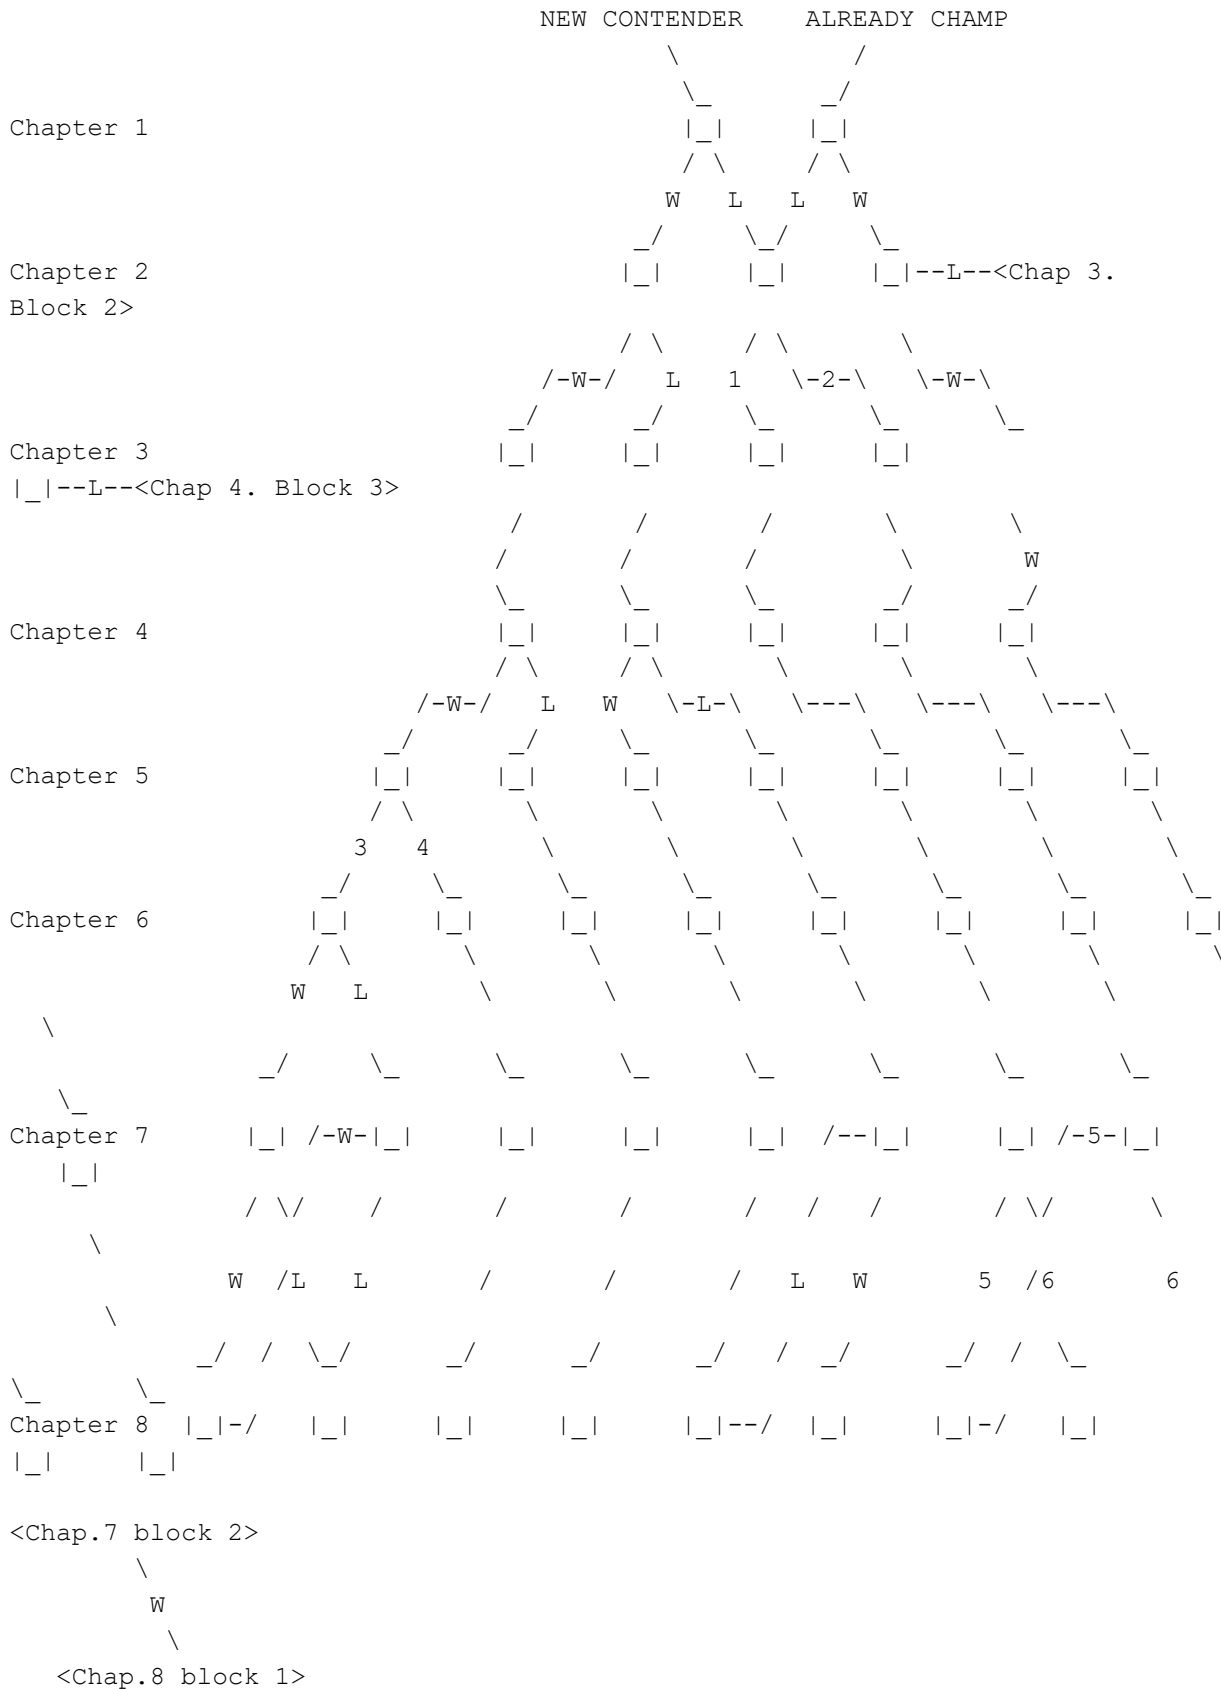 NEW CONTENDER    ALREADY CHAMP
                                          \            /
                                           \_        _/
Chapter 1                                  |_|      |_|
                                           / \      / \
                                          W   L    L   W
                                        _/     \_/     \_
Chapter 2                              |_|     |_|     |_|--L--<Chap 3.
Block 2>
                                       / \     / \       \
                                  /-W-/   L   1   \-2-\   \-W-\
                                _/      _/     \_     \_       \_
Chapter 3                      |_|     |_|     |_|     |_|
|_|--L--<Chap 4. Block 3>
                                /       /       /       \       \
                               /       /       /         \       W
                               \_      \_      \_       _/     _/
Chapter 4                      |_|     |_|     |_|     |_|     |_|
                               / \     / \       \       \       \
                          /-W-/   L   W   \-L-\   \---\   \---\   \---\
                        _/      _/     \_      \_      \_      \_      \_
Chapter 5              |_|     |_|     |_|     |_|     |_|     |_|     |_|
                       / \       \       \       \       \       \       \
                      3   4       \       \       \       \       \       \
                    _/     \_      \_      \_      \_      \_      \_      \_
Chapter 6          |_|     |_|     |_|     |_|     |_|     |_|     |_|     |_|
                   / \       \       \       \       \       \       \       \
                  W   L       \       \       \       \       \       \
  \
                _/     \_      \_      \_      \_      \_      \_      \_
   \_
Chapter 7      |_| /-W-|_|     |_|     |_|     |_| /--|_|     |_| /-5-|_|
   |_|
               / \/    /       /       /       /   /   /       / \/      \
     \
              W  /L   L       /       /       /   L   W       5  /6      6
      \
            _/  /  \_/      _/      _/      _/   /  _/      _/  /  \_
\_       \_
Chapter 8  |_|-/   |_|     |_|     |_|     |_|--/  |_|     |_|-/   |_|
|_|     |_|
<Chap.7 block 2>
        \
         W
          \
   <Chap.8 block 1>